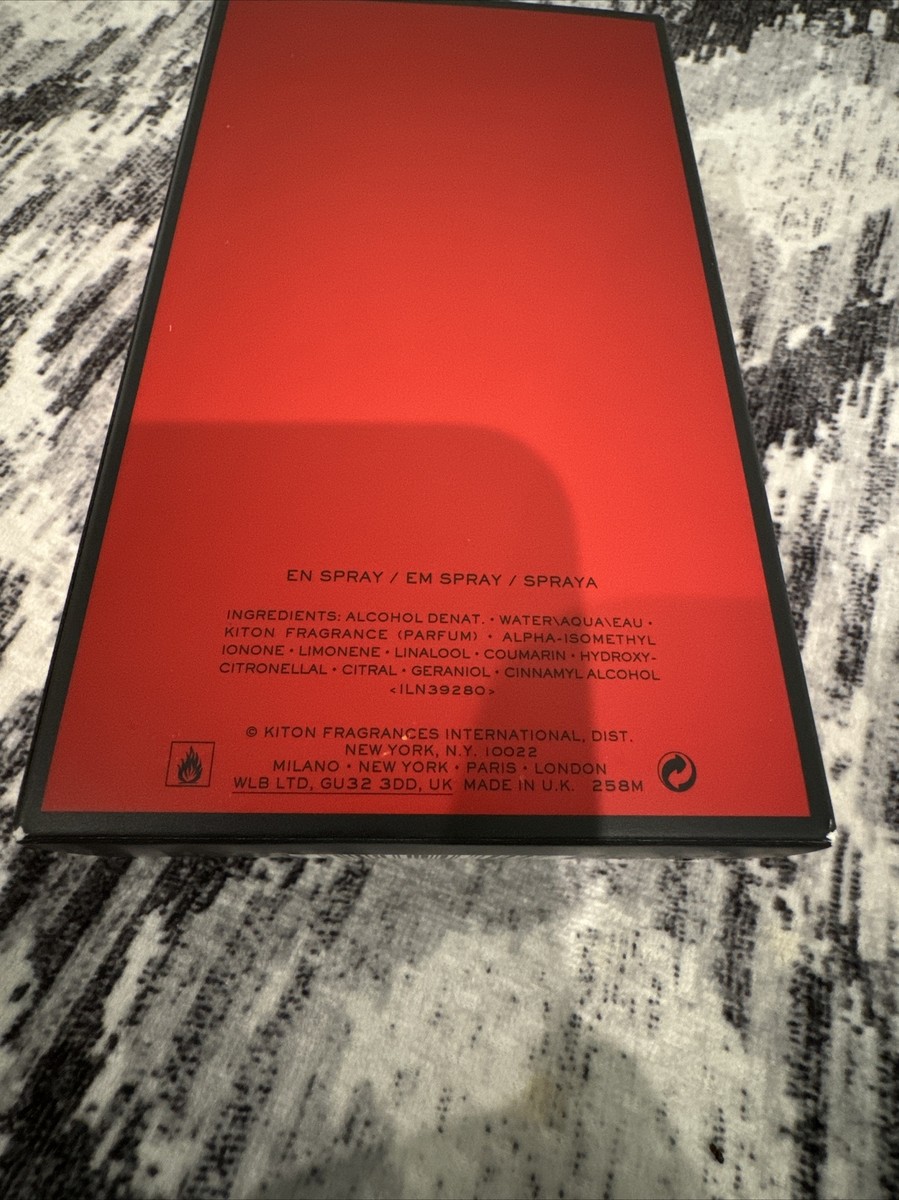 EN SPRAY / EM SPRAY / SPRAYA
INGREDIENTS: ALCOHOL DENAT. • WATER\AQUA\EAU •
KITON FRAGRANCE (PARFUM) • ALPHA-ISOMETHYL
IONONE • LIMONENE • LINALOOL • COUMARIN • HYDROXY-
CITRONELLAL • CITRAL • GERANIOL • CINNAMYL ALCOHOL
<ILN39280>
© KITON FRAGRANCES INTERNATIONAL, DIST.
NEW YORK, N.Y. 10022
MILANO • NEW YORK • PARIS • LONDON
WLB LTD, GU32 3DD, UK MADE IN U.K. 258M